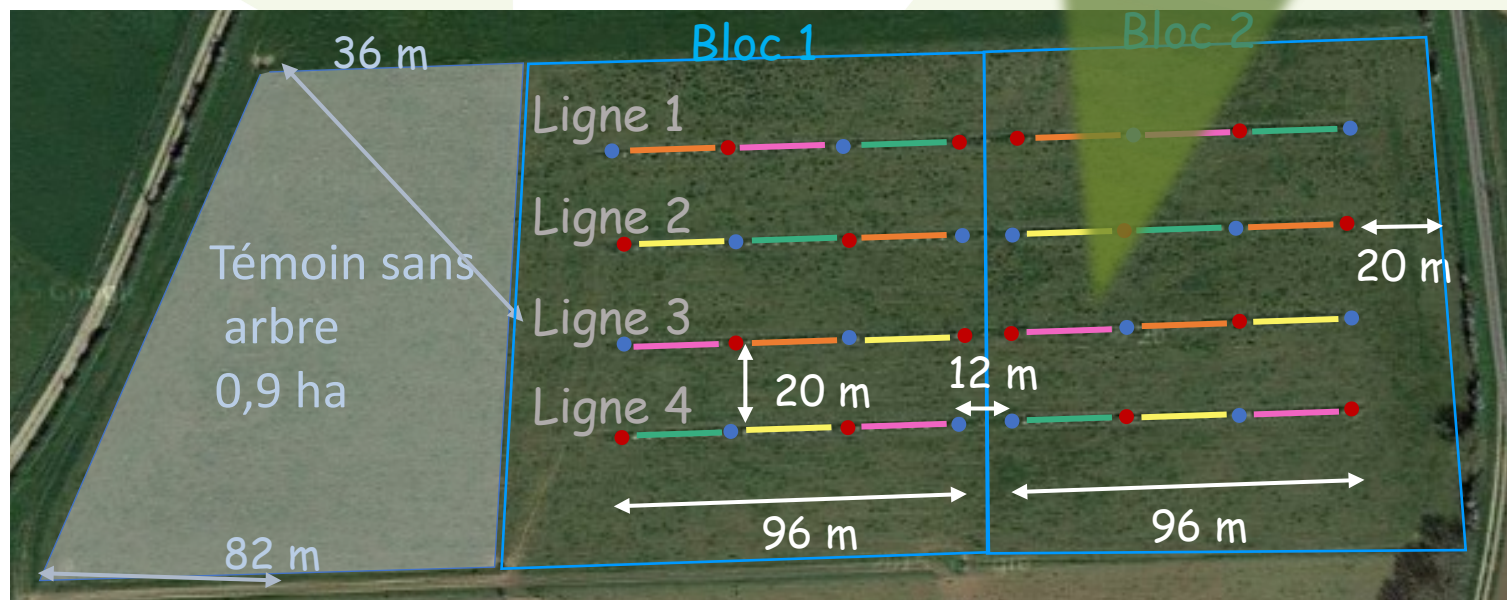 36 m
Bloc 1
Bloc 2
Ligne 1
Ligne 2
Témoin sans
arbre
0,9 ha
20 m
Ligne 3
12 m
20 m
Ligne 4
96 m
96 m
82 m